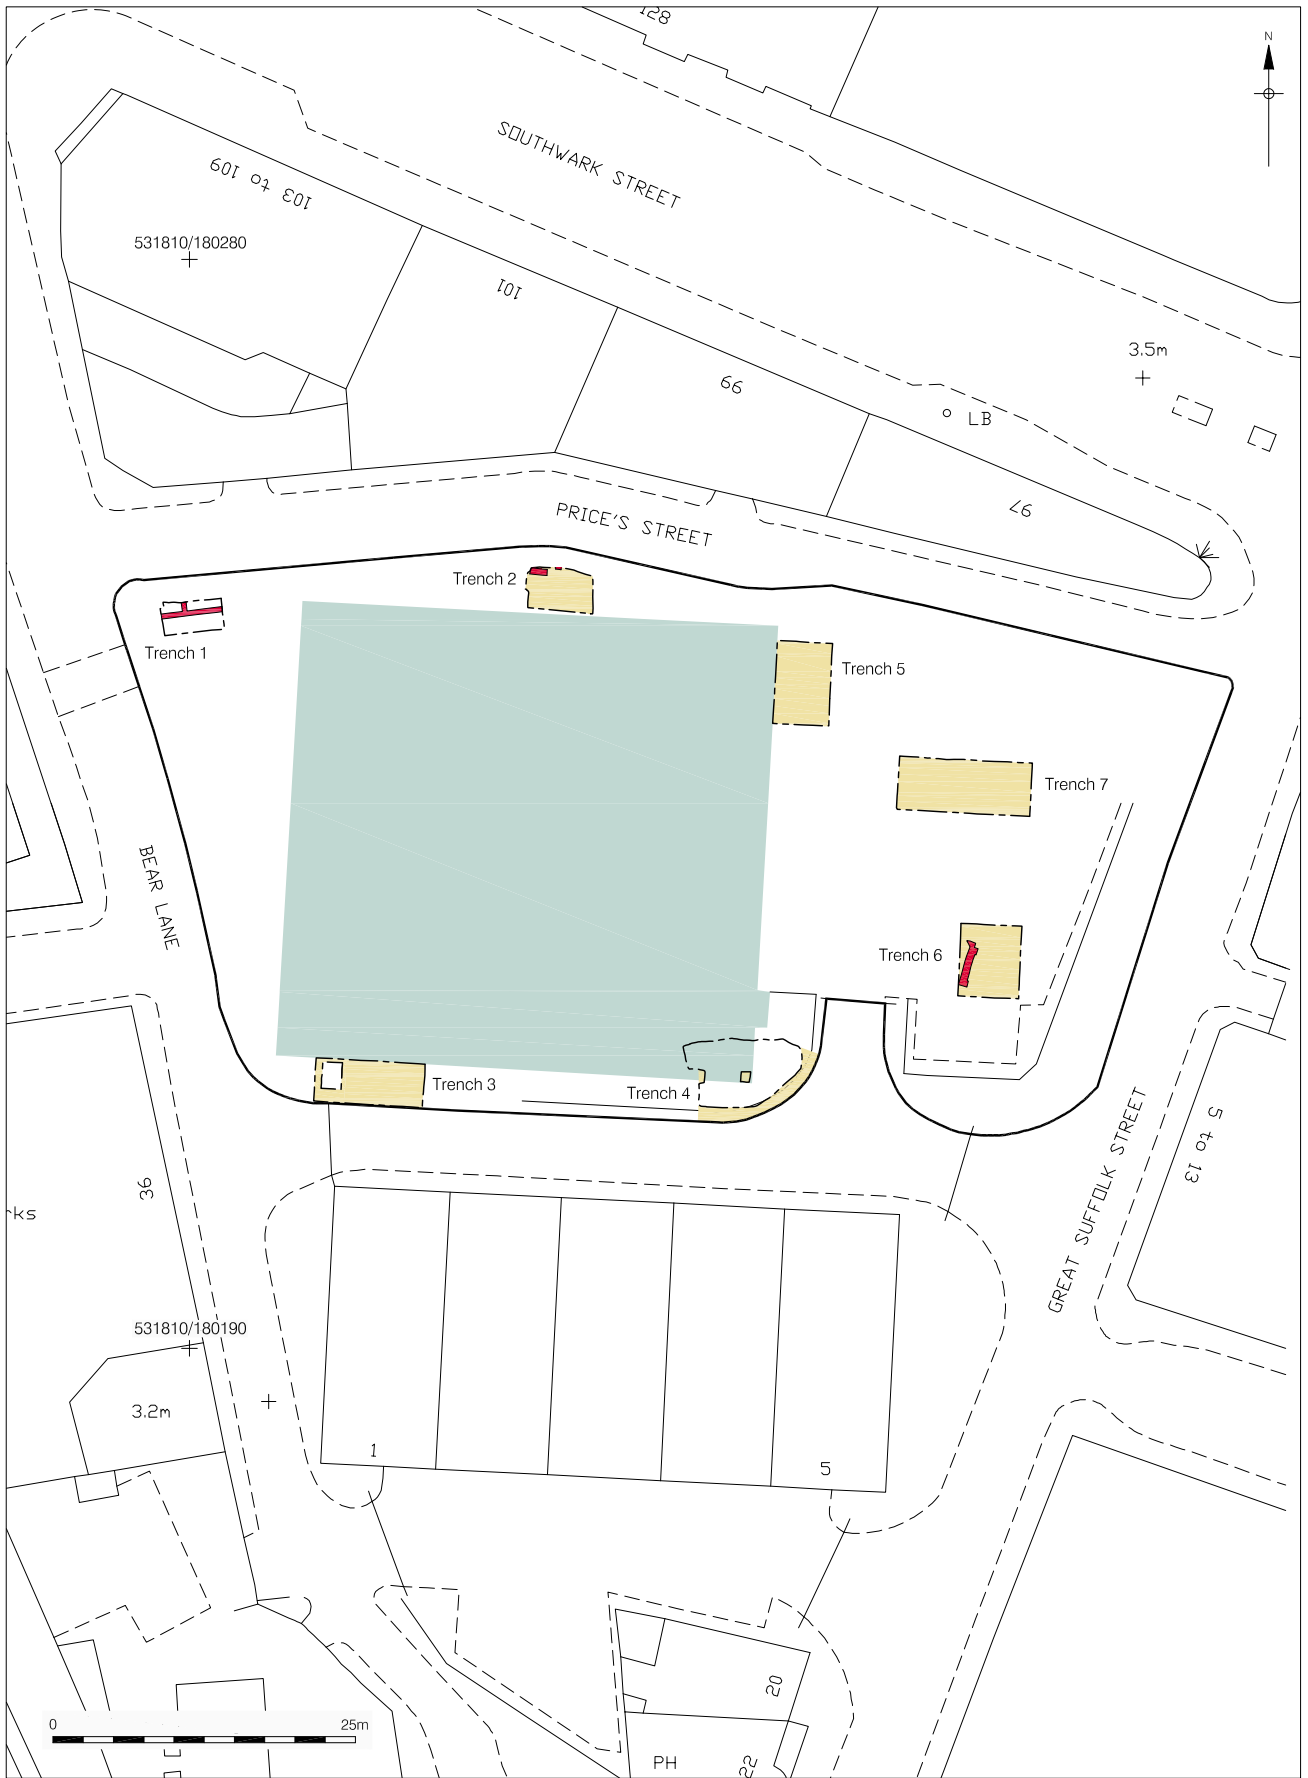 128
N
SOUTHWARK STREET
103 to 109
531810/180280
101
3.5m
99
LB
97
PRICE'S STREET
Trench 2
Trench 1
Trench 5
Trench 7
BEAR LANE
Trench 6
Trench 3
Trench 4
GREAT SUFFOLK STREET
5 to 13
36
ks
531810/180190
3.2m
1
5
20
0
25m
PH
22